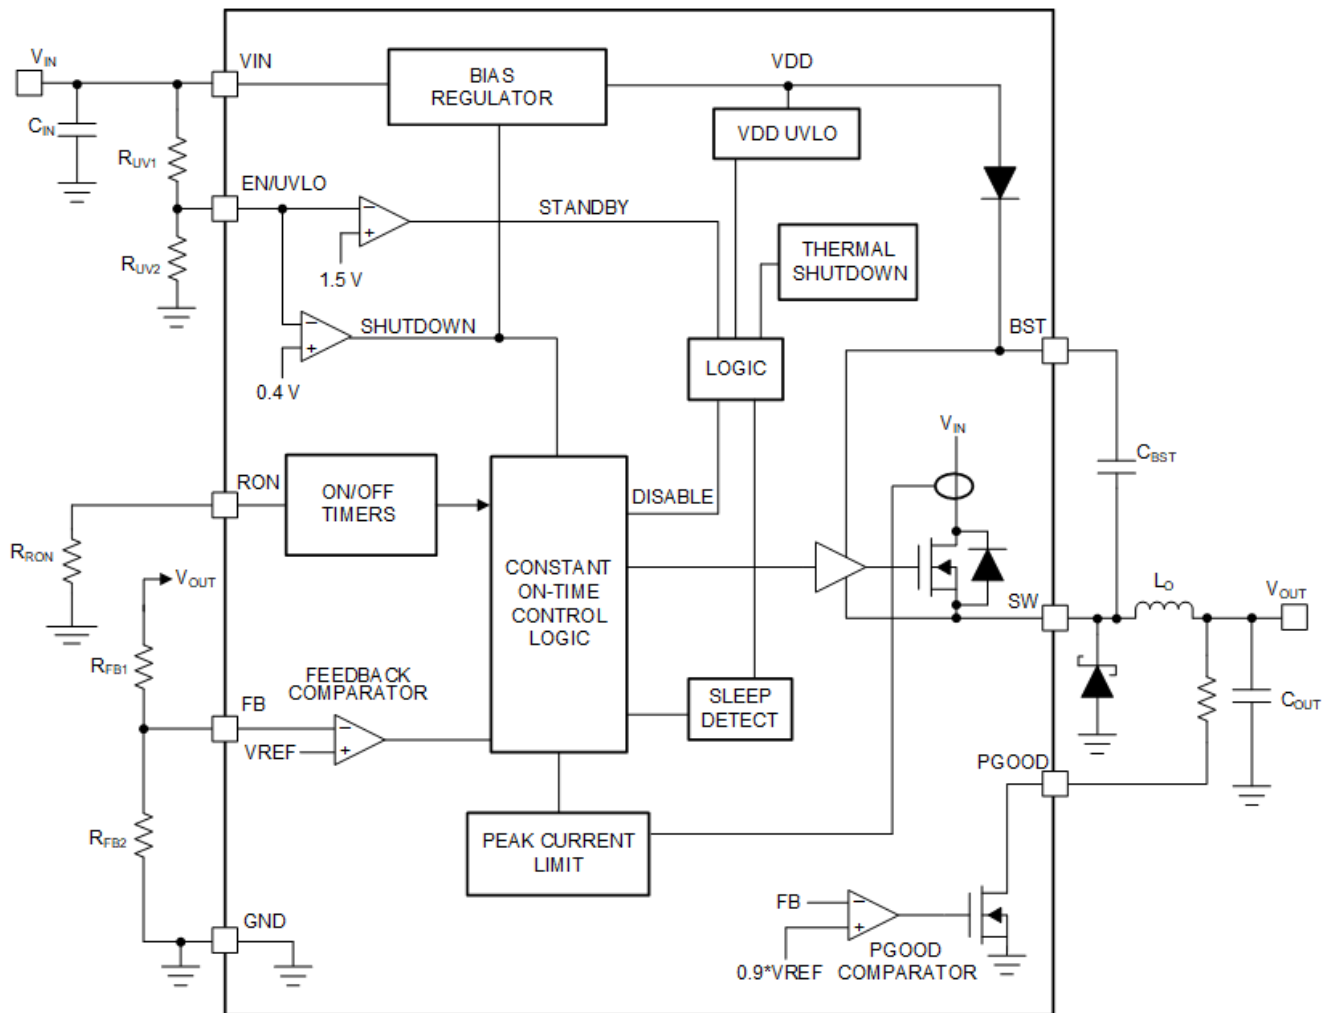 VIN
VIN
BIAS
REGULATOR
VDD
CIN
RUV1
VDD UVLO
EN/UVLO
STANDBY
RUV2
1.5 V
THERMAL
SHUTDOWN
SHUTDOWN
BST
LOGIC
0.4 V
VIN
CBST
RON
ON/OFF
TIMERS
DISABLE
RRON
VOUT
CONSTANT
ON-TIME
CONTROL
LOGIC
SW
LO
VOUT
RFB1
FEEDBACK
COMPARATOR
SLEEP
DETECT
COUT
FB
VREF
PGOOD
RFB2
PEAK CURRENT
LIMIT
FB
GND
PGOOD
COMPARATOR
0.9*VREF
− + − + − + − +